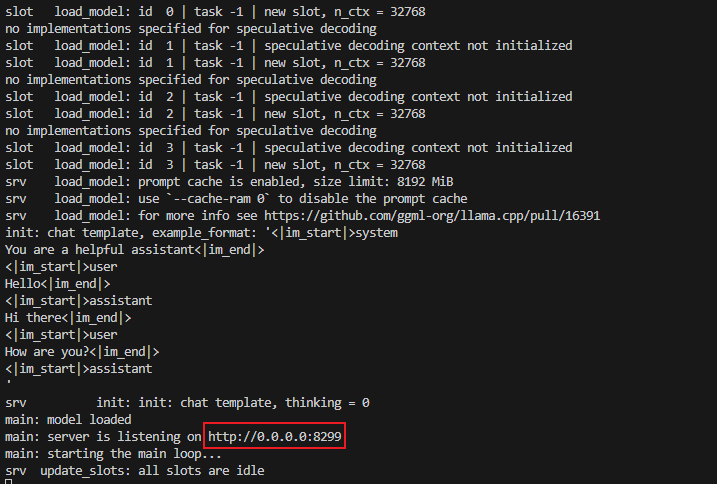 slot   load_model: id  0 | task -1 | new slot, n_ctx = 32768
no implementations specified for speculative decoding
slot   load_model: id  1 | task -1 | speculative decoding context not initialized
slot   load_model: id  1 | task -1 | new slot, n_ctx = 32768
no implementations specified for speculative decoding
slot   load_model: id  2 | task -1 | speculative decoding context not initialized
slot   load_model: id  2 | task -1 | new slot, n_ctx = 32768
no implementations specified for speculative decoding
slot   load_model: id  3 | task -1 | speculative decoding context not initialized
slot   load_model: id  3 | task -1 | new slot, n_ctx = 32768
srv    load_model: prompt cache is enabled, size limit: 8192 MiB
srv    load_model: use `--cache-ram 0` to disable the prompt cache
srv    load_model: for more info see https://github.com/ggml-org/llama.cpp/pull/16391
init: chat template, example_format: '<|im_start|>system
You are a helpful assistant<|im_end|>
<|im_start|>user
Hello<|im_end|>
<|im_start|>assistant
Hi there<|im_end|>
<|im_start|>user
How are you?<|im_end|>
<|im_start|>assistant
'
srv          init: init: chat template, thinking = 0
main: model loaded
main: server is listening on http://0.0.0.0:8299
main: starting the main loop...
srv  update_slots: all slots are idle